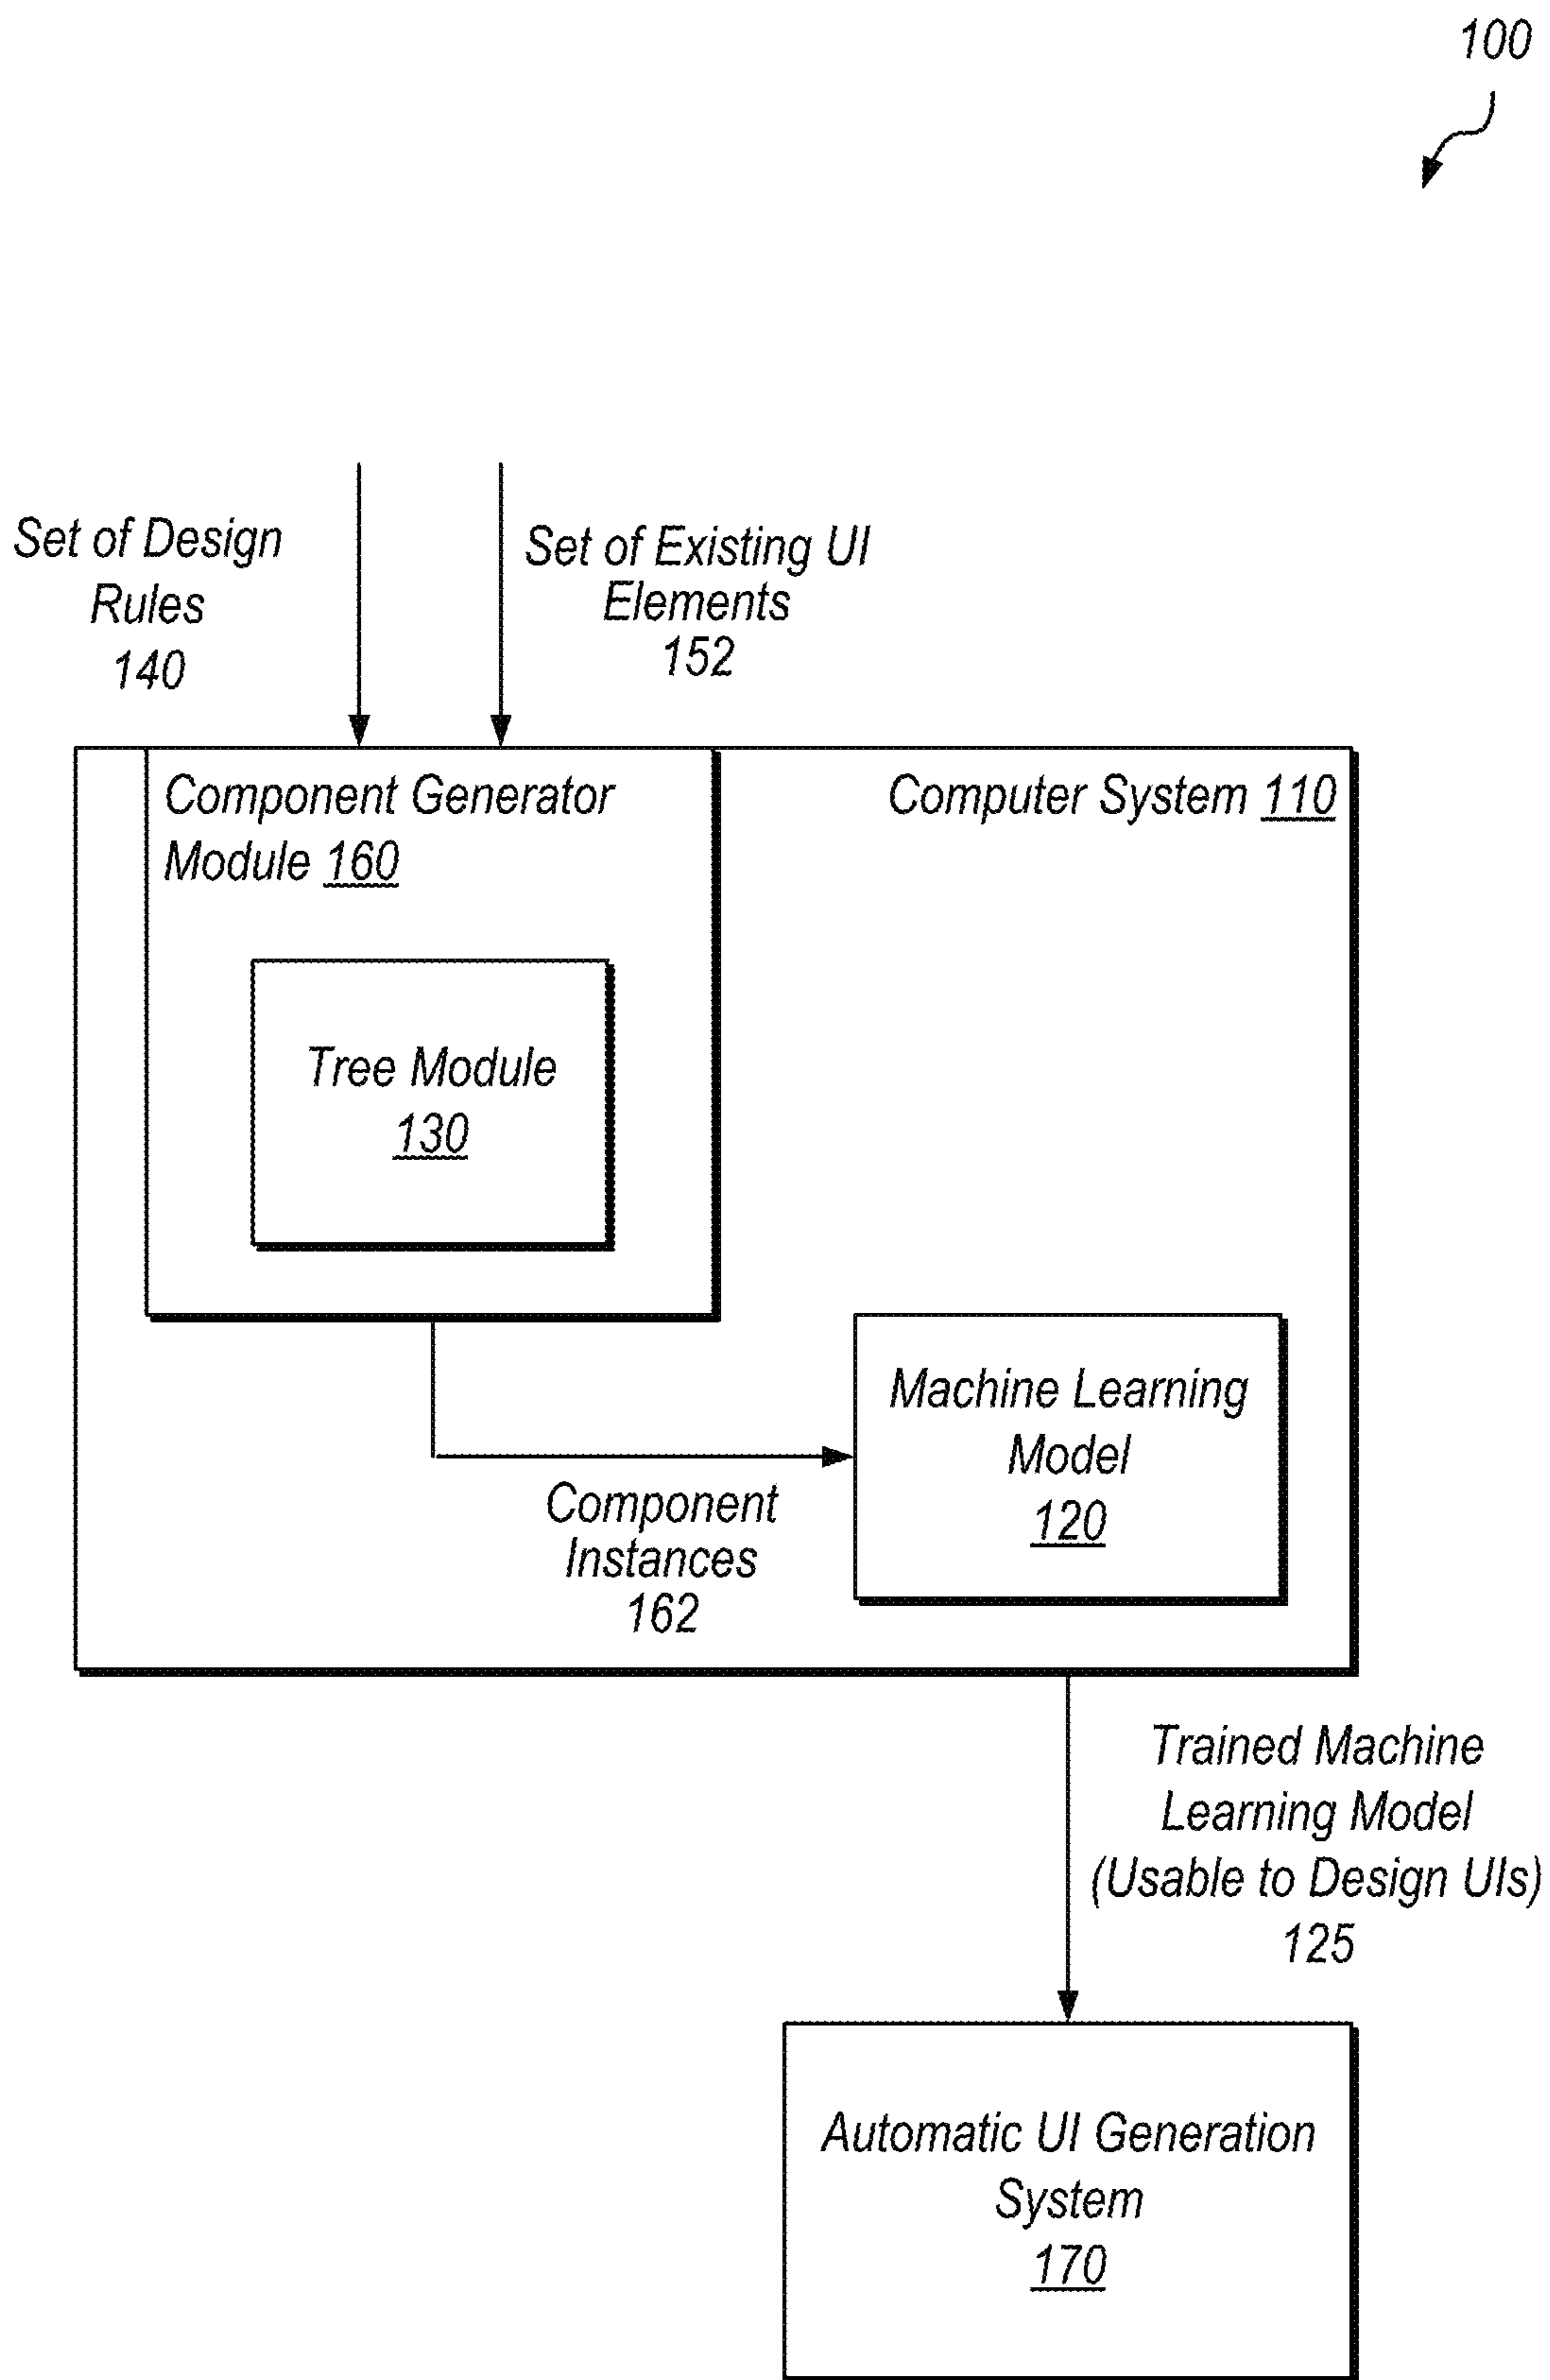 100
Set of Design
Rules
140
Set of Existing UI
Elements
152
Component Generator
Module 160
Computer System 110
Tree Module
130
Machine Learning
Model
120
Component
Instances
162
Trained Machine
Learning Model
(Usable to Design UIs)
125
Automatic UI Generation
System
170